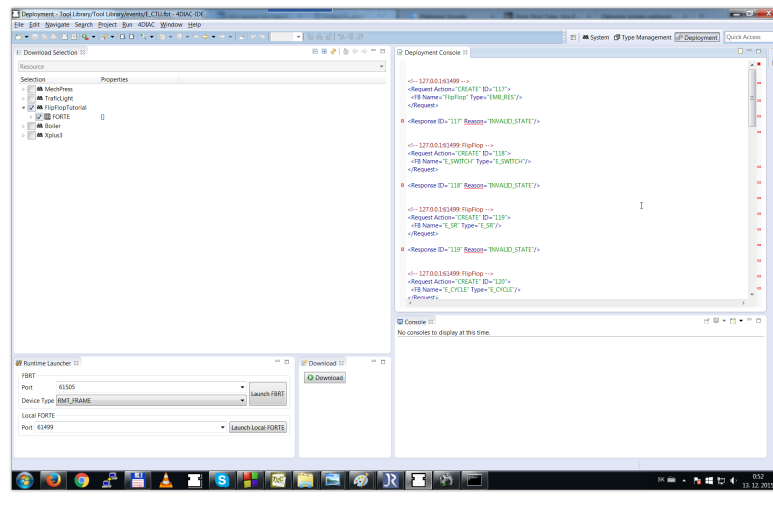 Deployment - Tool Library/Tool Library/events/E_CTU.fbt - 4DIAC-IDE
File Edit Navigate Search Project Run 4DIAC Window Help
System Type Management Deployment Quick Access
Download Selection
Resource
Selection Properties
MechPress
TraficLight
FlipFlopTutorial
FORTE []
Boiler
Xplus3
Deployment Console
<!-- 127.0.0.1:61499 -->
<Request Action="CREATE" ID="117">
<FB Name="FlipFlop" Type="EMB_RES"/>
</Request>
<Response ID="117" Reason="INVALID_STATE"/>
<!-- 127.0.0.1:61499: FlipFlop -->
<Request Action="CREATE" ID="118">
<FB Name="E_SWITCH" Type="E_SWITCH"/>
</Request>
<Response ID="118" Reason="INVALID_STATE"/>
<!-- 127.0.0.1:61499: FlipFlop -->
<Request Action="CREATE" ID="119">
<FB Name="E_SR" Type="E_SR"/>
</Request>
<Response ID="119" Reason="INVALID_STATE"/>
<!-- 127.0.0.1:61499: FlipFlop -->
<Request Action="CREATE" ID="120">
<FB Name="E_CYCLE" Type="E_CYCLE"/>
</Request>
Console
No consoles to display at this time.
Runtime Launcher
FBRT
Port 61505
Launch FBRT
Device Type RMT_FRAME
Local FORTE
Port 61499 Launch Local FORTE
Download
Download
SK
0:52
13. 12. 2015